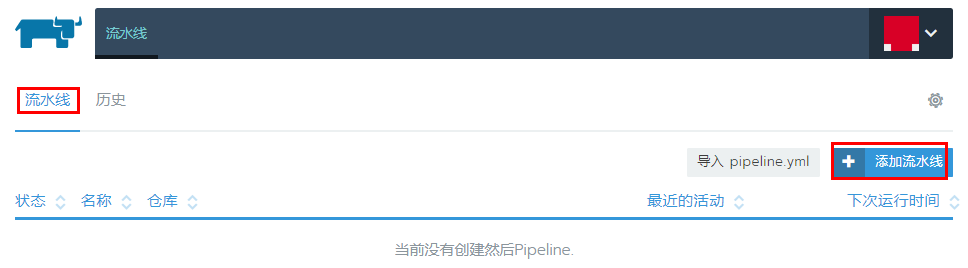 流水线
流水线 历史
导入 pipeline.yml 添加流水线
状态 名称 仓库 最近的活动 下次运行时间
当前没有创建然后Pipeline.